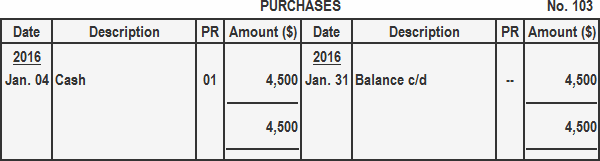 PURCHASES No. 103
Date Description PR Amount ($) Date Description PR Amount ($)
2016 2016
Jan. 04 Cash 01 4,500 Jan. 31 Balance c/d -- 4,500
4,500 4,500